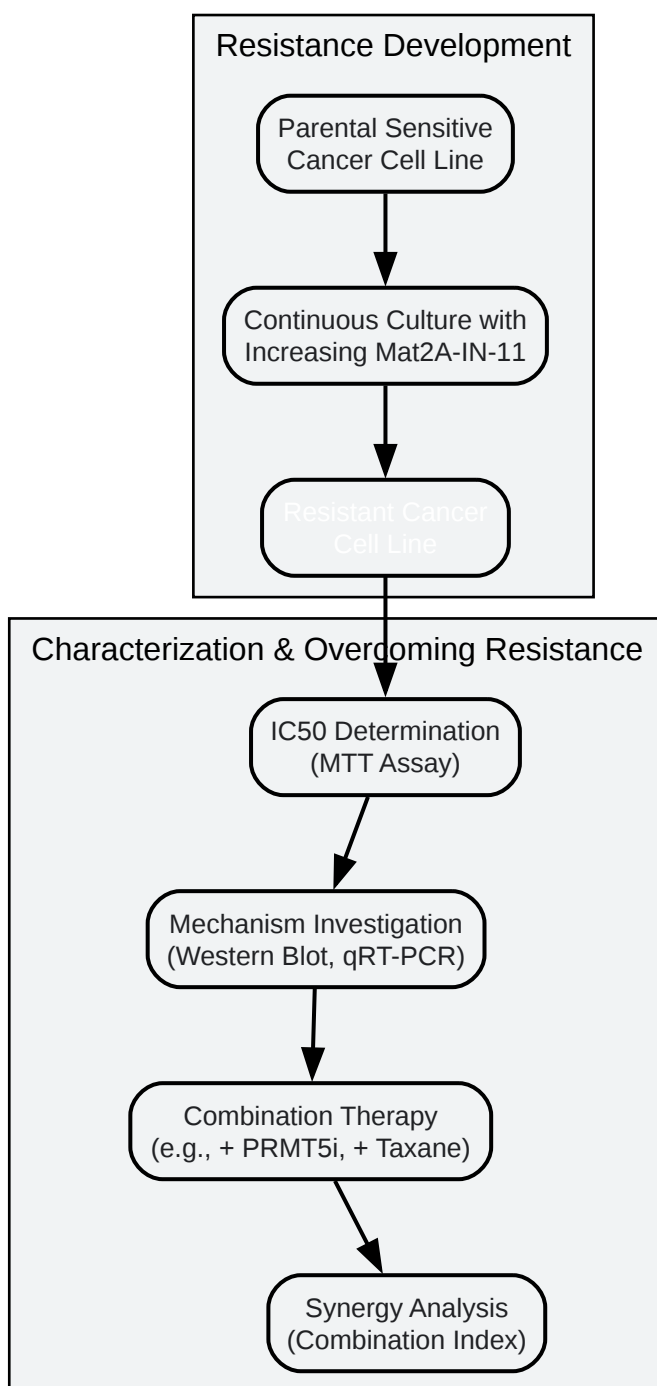 Resistance Development
Parental Sensitive
Cancer Cell Line
Continuous Culture with
Increasing Mat2A-IN-11
Resistant Cancer
Cell Line
Characterization & Overcoming Resistance
IC50 Determination
(MTT Assay)
Mechanism Investigation
(Western Blot, qRT-PCR)
Combination Therapy
(e.g., + PRMT5i, + Taxane)
Synergy Analysis
(Combination Index)